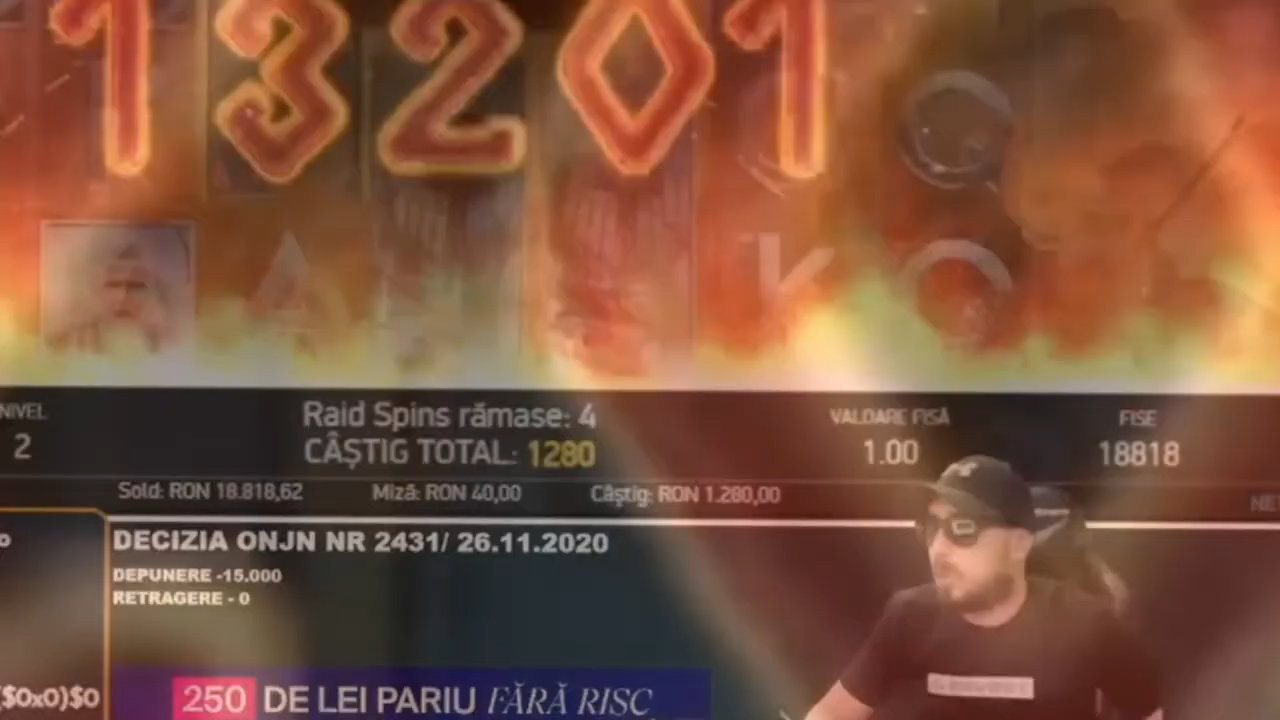 13201
A K
NIVEL
2
Raid Spins rămase: 4
CÂȘTIG TOTAL: 1280
VALOARE FISĂ
1.00
FISE
18818
Sold: RON 18.818,62 Miză: RON 40,00 Câștig: RON 1.280,00
DECIZIA ONJN NR 2431/ 26.11.2020
DEPUNERE -15.000
RETRAGERE - 0
($0x0)$0
250 DE LEI PARIU FĂRĂ RISC